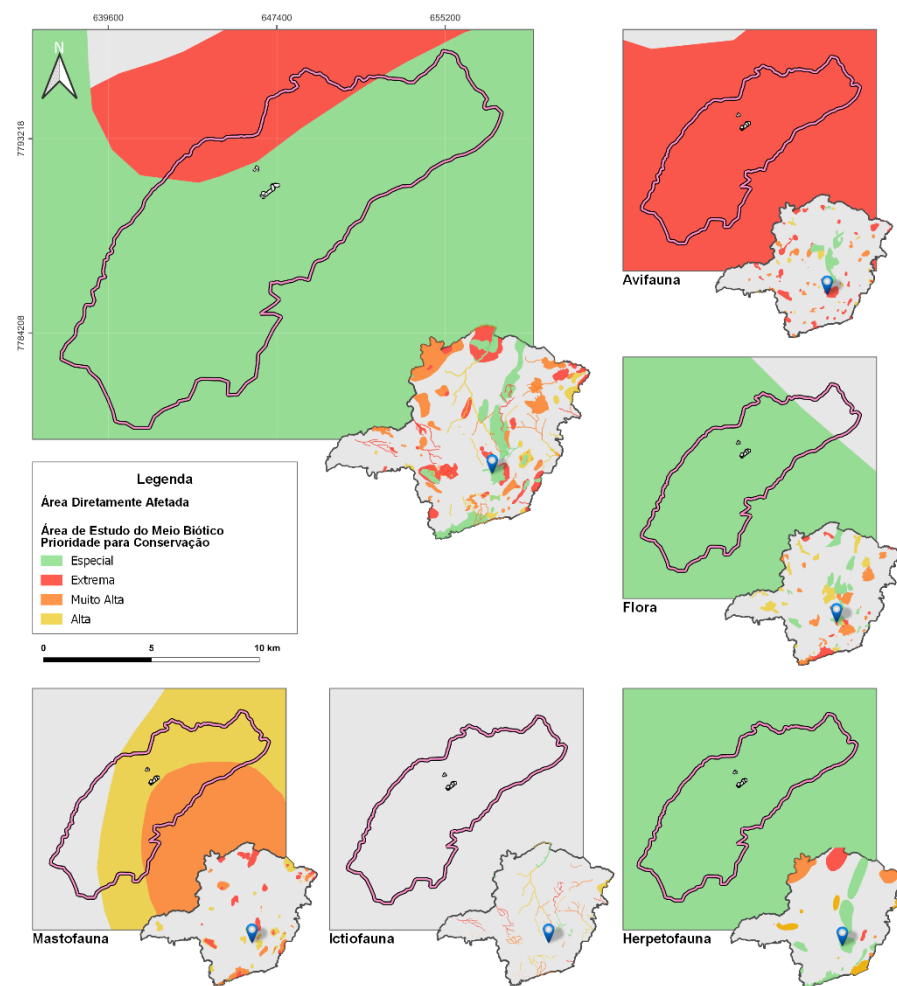 639600 647400 655200
N
7793218
7784208
Avifauna
Legenda
Área Diretamente Afetada
Área de Estudo do Meio Biótico
Prioridade para Conservação
Especial
Extrema
Muito Alta
Alta
0 5 10 km
Flora
Mastofauna
Ictiofauna
Herpetofauna